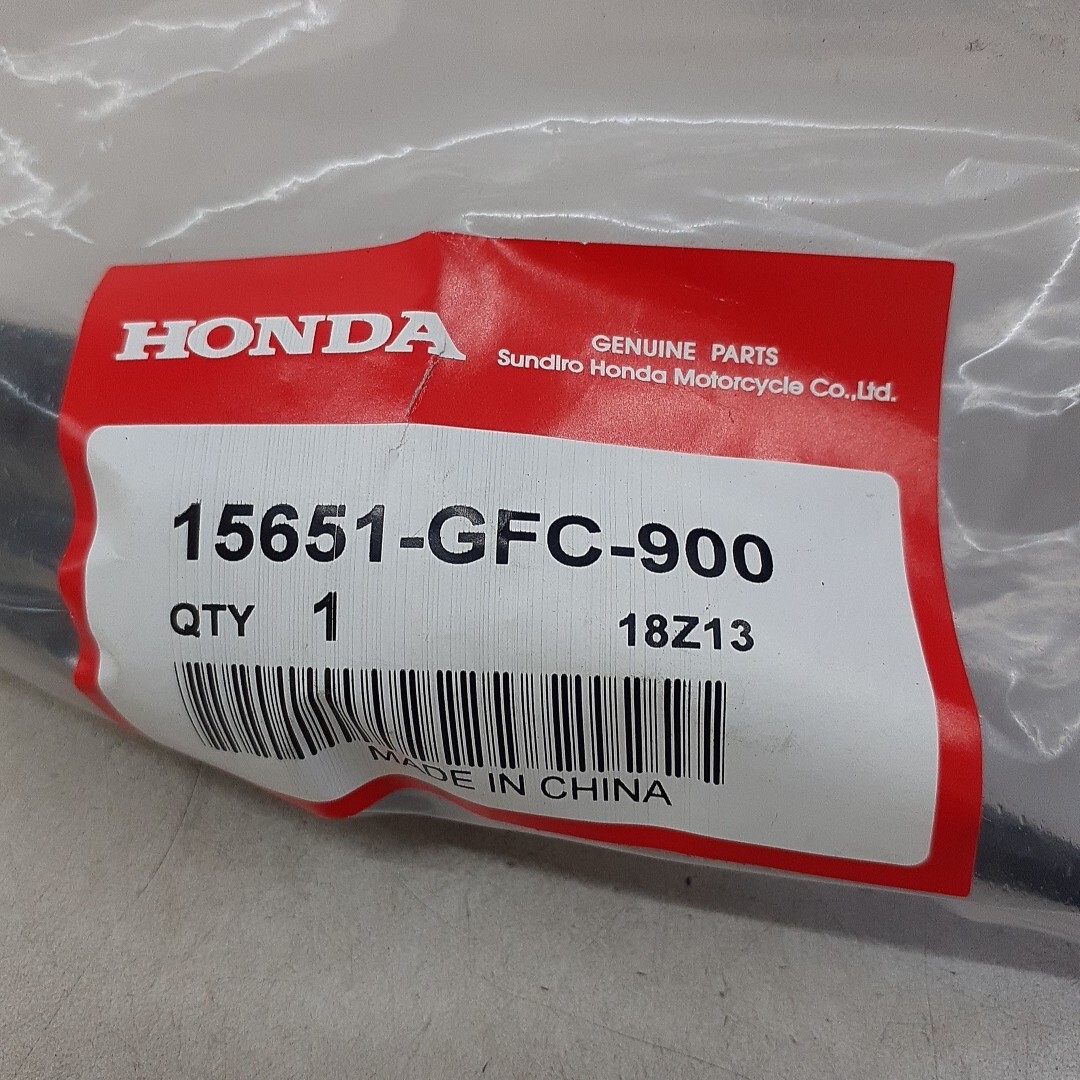 HONDA
GENUINE PARTS
Sundiro Honda Motorcycle Co.,Ltd.
15651-GFC-900
QTY 1 18Z13
MADE IN CHINA